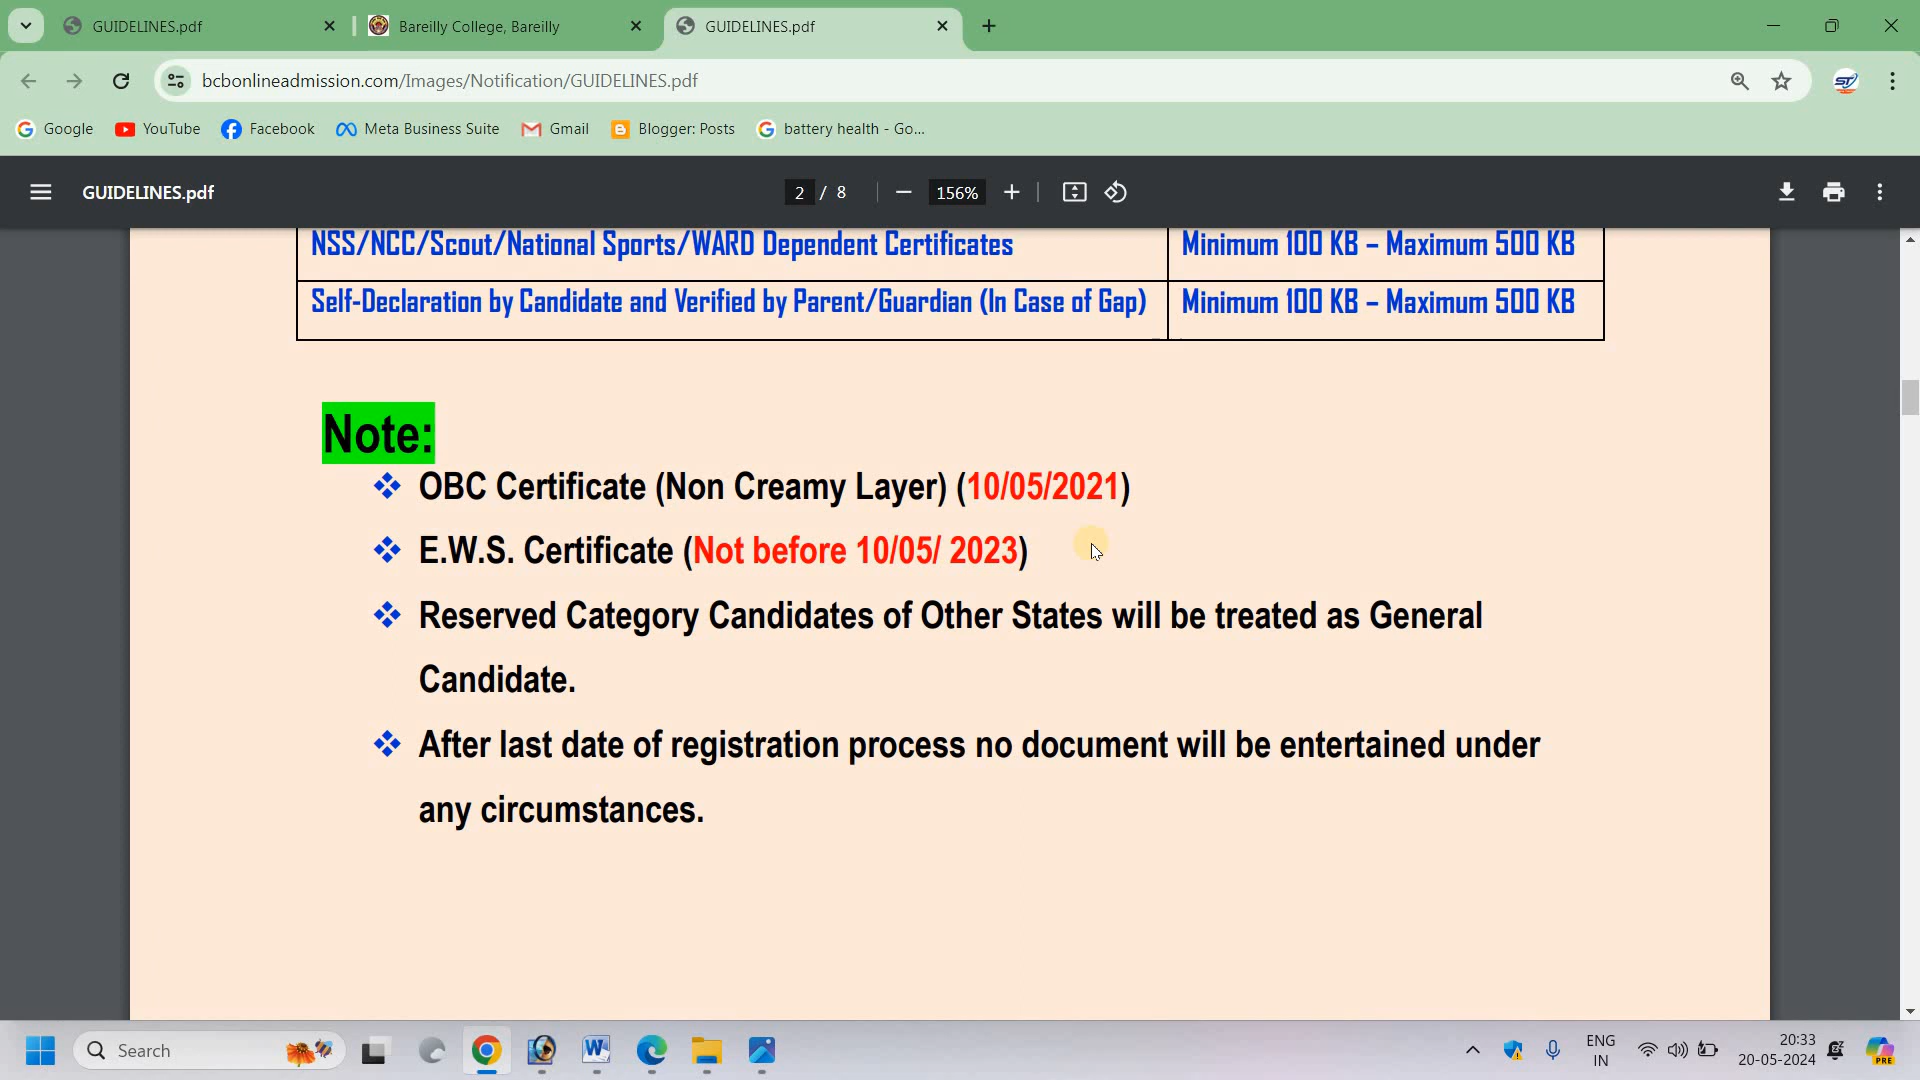 GUIDELINES.pdf
Bareilly College, Bareilly
GUIDELINES.pdf
bcbonlineadmission.com/Images/Notification/GUIDELINES.pdf
Google
YouTube
Facebook
Meta Business Suite
Gmail
Blogger: Posts
battery health - Go...
GUIDELINES.pdf
2 / 8
156%
NSS/NCC/Scout/National Sports/WARD Dependent Certificates
Minimum 100 KB – Maximum 500 KB
Self-Declaration by Candidate and Verified by Parent/Guardian (In Case of Gap)
Minimum 100 KB – Maximum 500 KB
Note:
OBC Certificate (Non Creamy Layer) (10/05/2021)
E.W.S. Certificate (Not before 10/05/ 2023)
Reserved Category Candidates of Other States will be treated as General
Candidate.
After last date of registration process no document will be entertained under
any circumstances.
Search
ENG
IN
20:33
20-05-2024
PRE